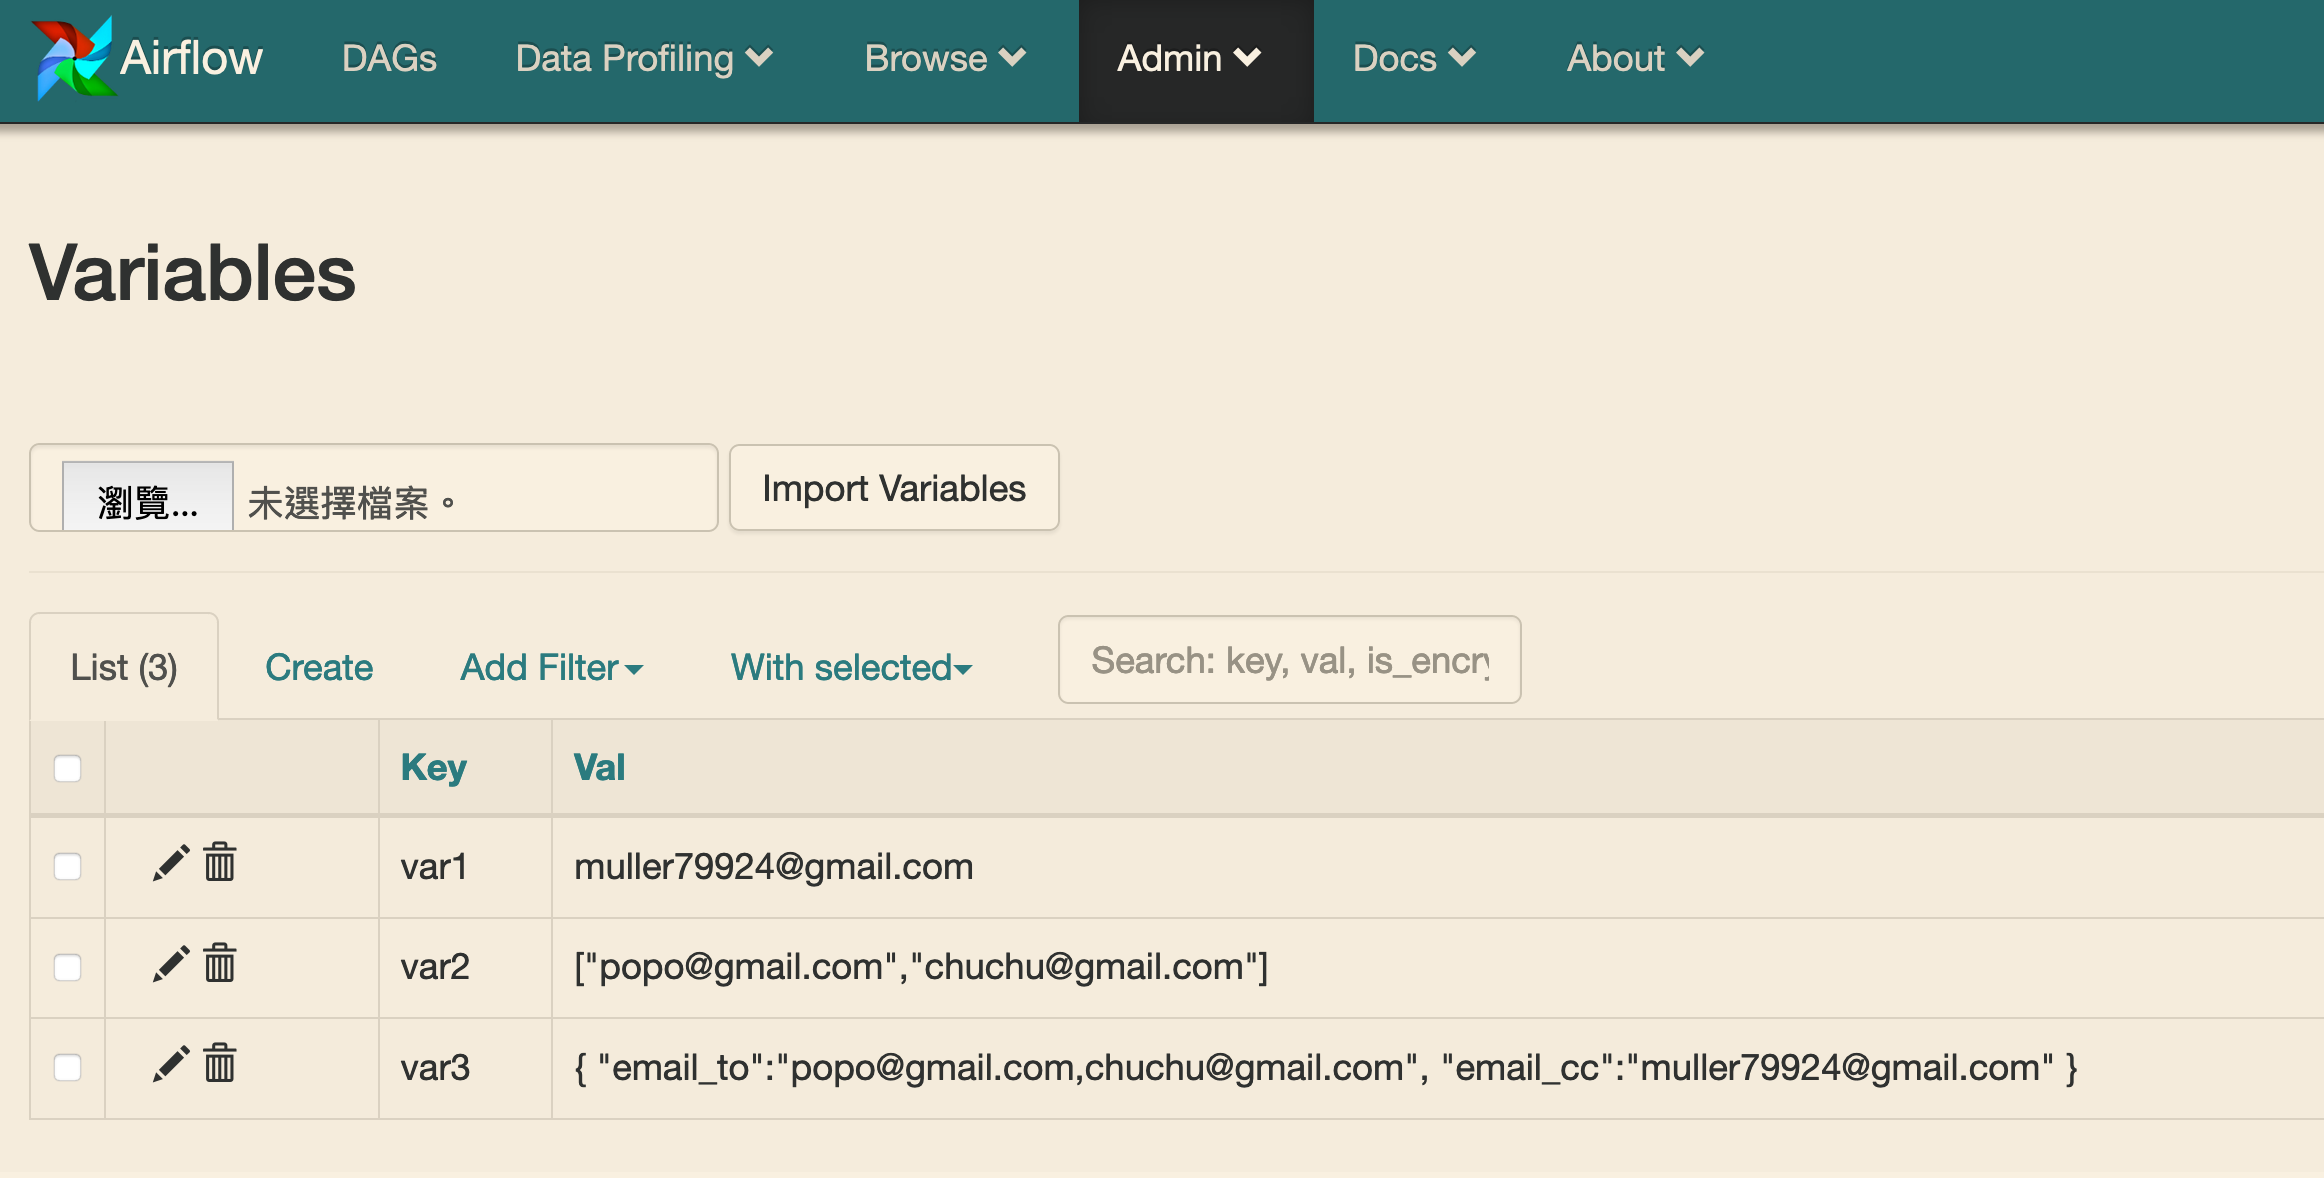 Airflow DAGs Data Profiling Browse Admin Docs About
Variables
瀏覽... 未選擇檔案。 Import Variables
List (3) Create Add Filter With selected Search: key, val, is_encry
Key Val
var1 muller79924@gmail.com
var2 ["popo@gmail.com","chuchu@gmail.com"]
var3 { "email_to":"popo@gmail.com,chuchu@gmail.com", "email_cc":"muller79924@gmail.com" }